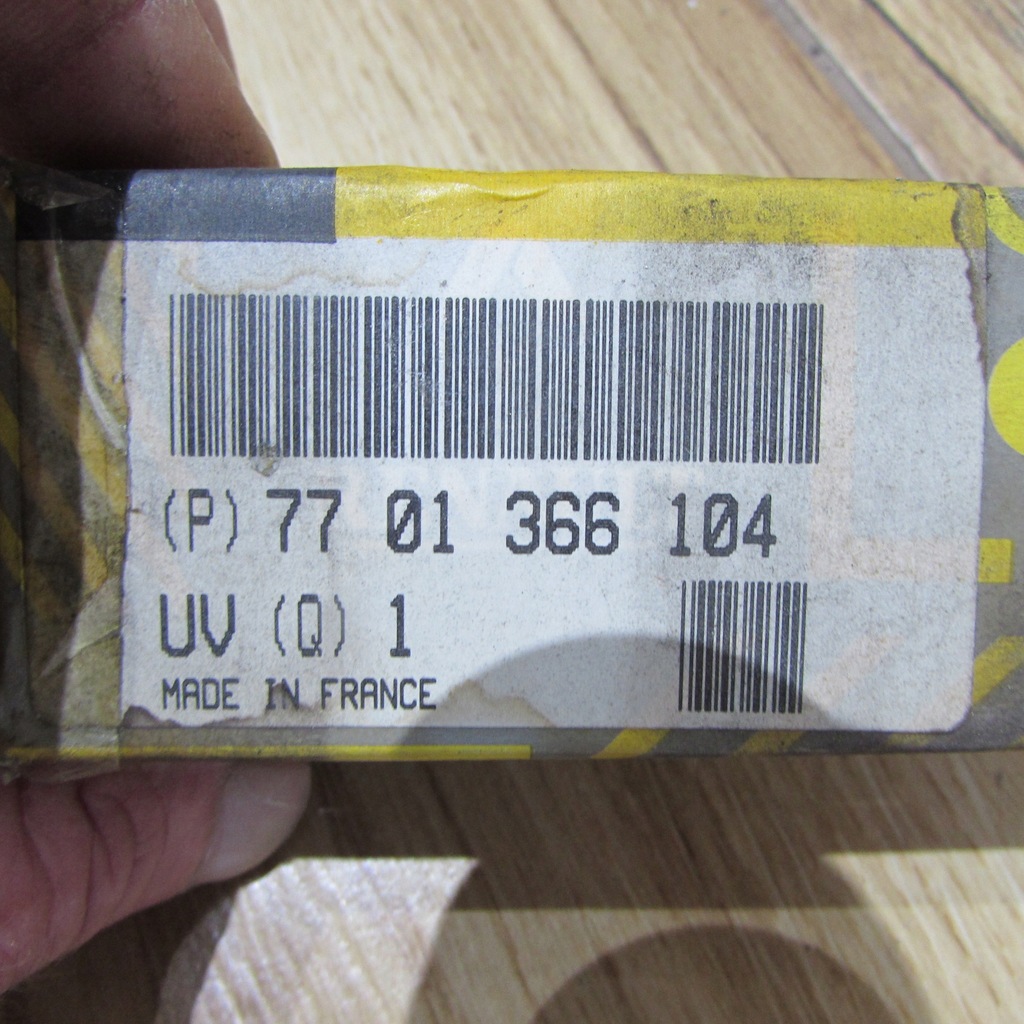 (P) 77 01 366 104
UV (Q) 1
MADE IN FRANCE